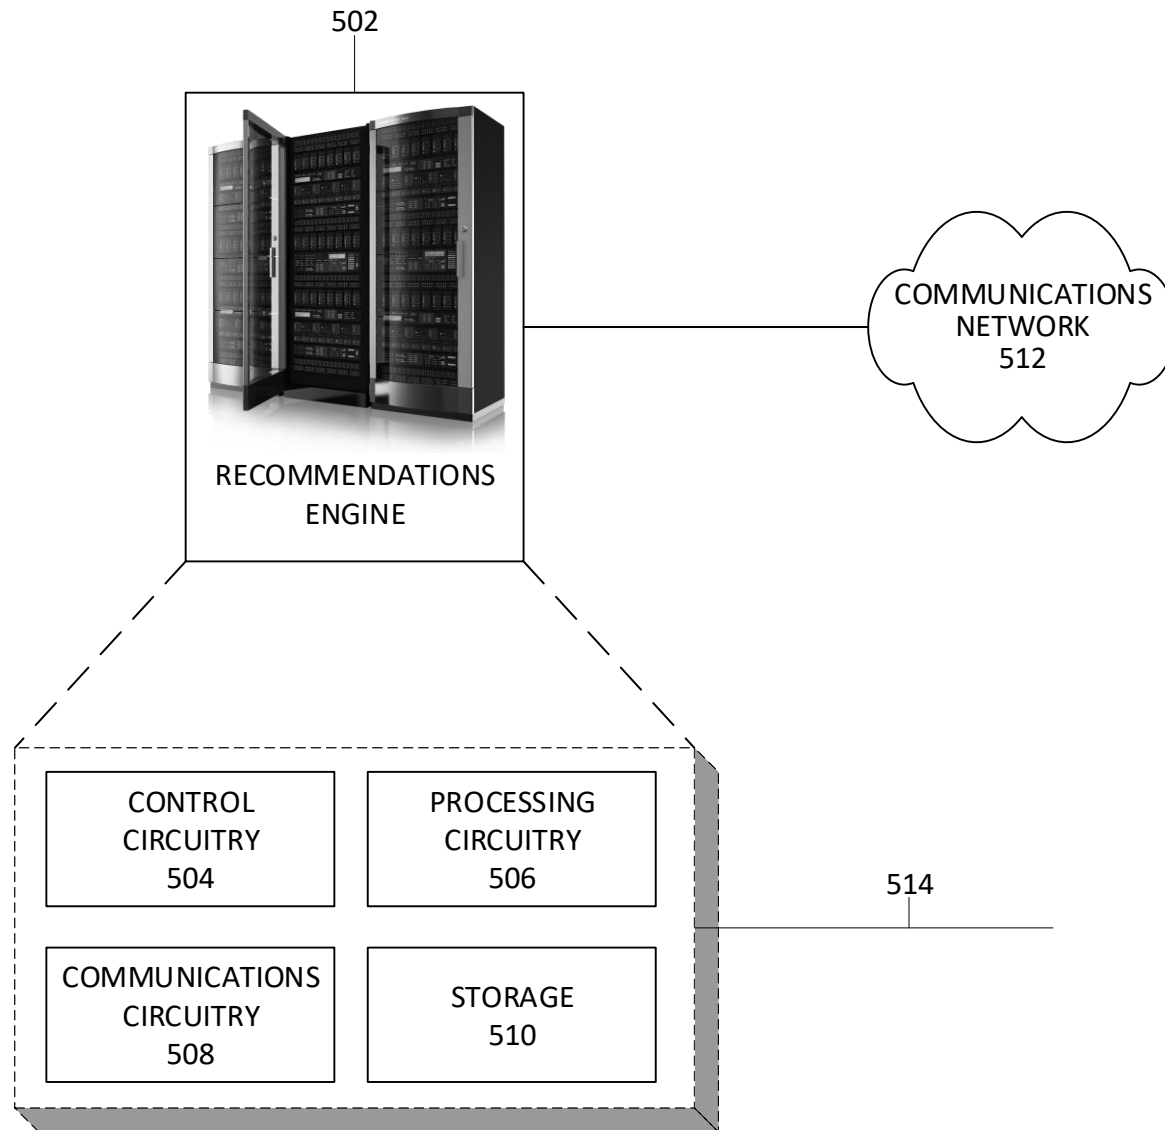 502
RECOMMENDATIONS
ENGINE
COMMUNICATIONS
NETWORK
512
CONTROL
CIRCUITRY
504
PROCESSING
CIRCUITRY
506
COMMUNICATIONS
CIRCUITRY
508
STORAGE
510
514